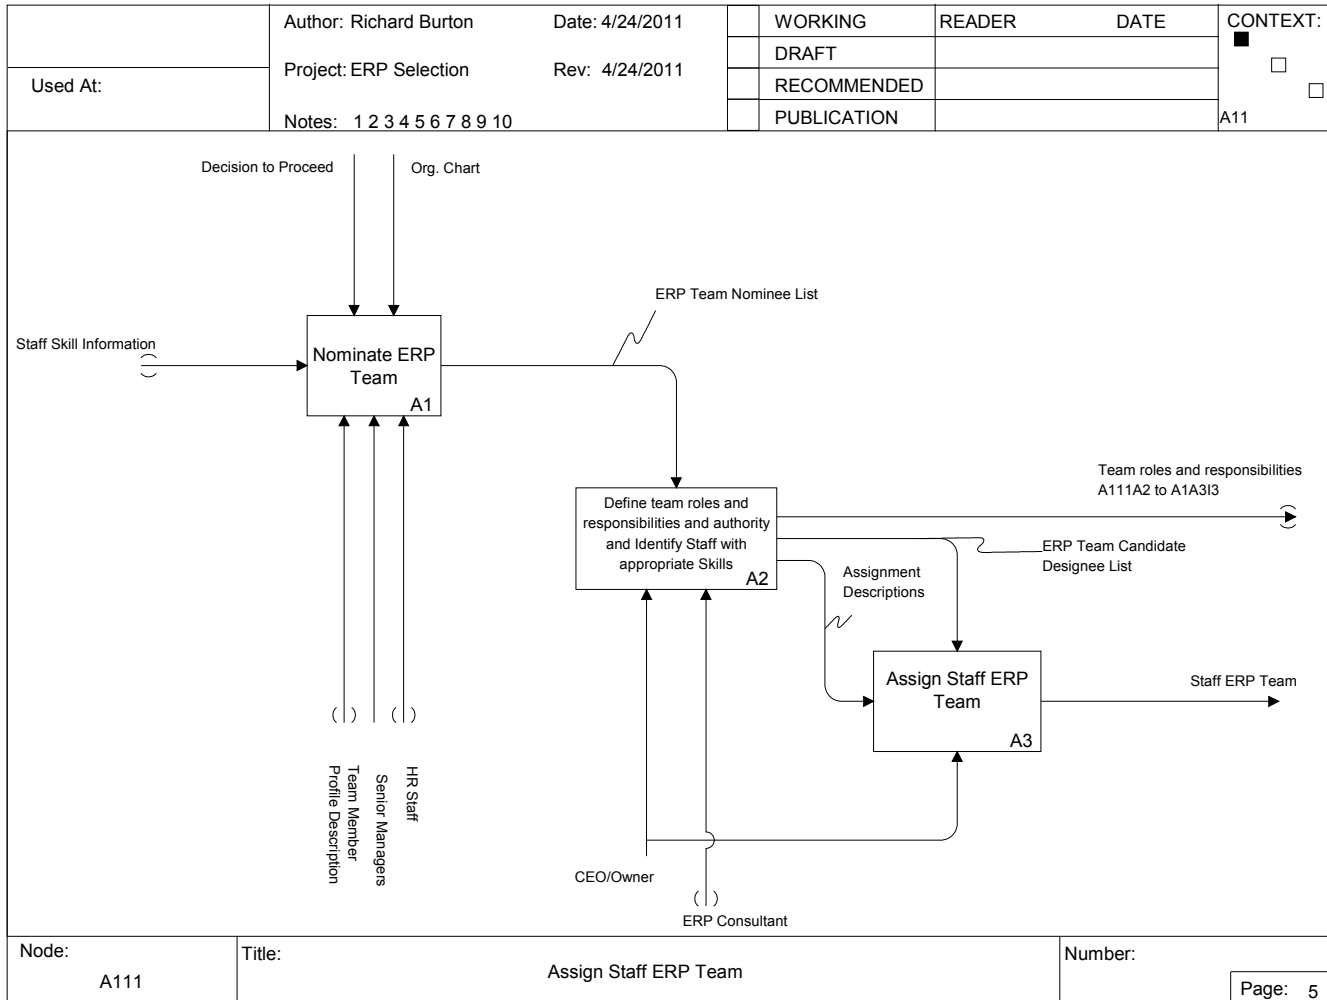 Used At:
Author: Richard Burton
Date: 4/24/2011
Project: ERP Selection
Rev: 4/24/2011
Notes: 1 2 3 4 5 6 7 8 9 10
WORKING
DRAFT
RECOMMENDED
PUBLICATION
READER
DATE
CONTEXT:
A11
Decision to Proceed
Org. Chart
ERP Team Nominee List
Staff Skill Information
Nominate ERP
Team
A1
Team roles and responsibilities
A111A2 to A1A3I3
Define team roles and
responsibilities and authority
and Identify Staff with
appropriate Skills
A2
ERP Team Candidate
Designee List
Assignment
Descriptions
Assign Staff ERP
Team
A3
Staff ERP Team
Team Member
Profile Description
Senior Managers
HR Staff
CEO/Owner
ERP Consultant
Node:
A111
Title:
Assign Staff ERP Team
Number:
Page: 5